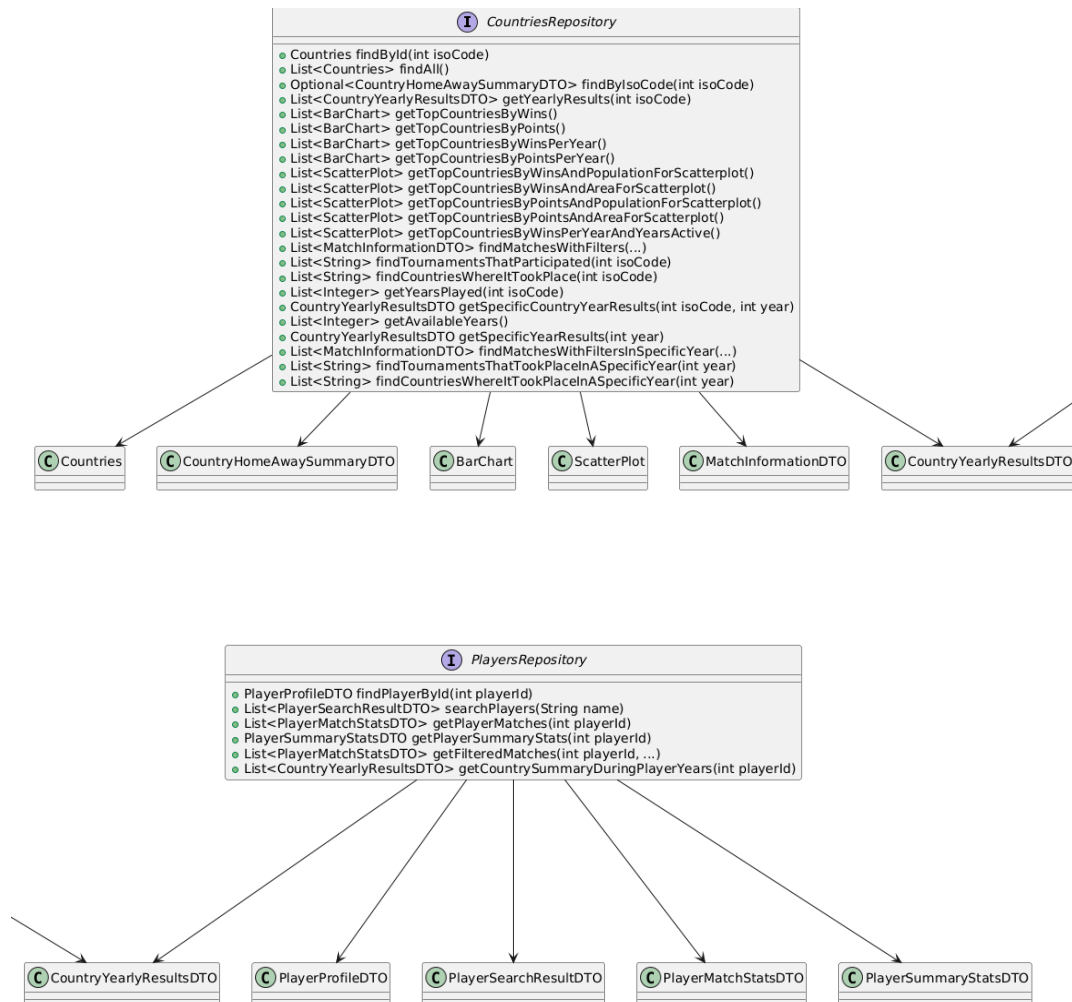 I CountriesRepository
Countries findById(int isoCode)
List<Countries> findAll()
Optional<CountryHomeAwaySummaryDTO> findByIsoCode(int isoCode)
List<CountryYearlyResultsDTO> getYearlyResults(int isoCode)
List<BarChart> getTopCountriesByWins()
List<BarChart> getTopCountriesByPoints()
List<BarChart> getTopCountriesByWinsPerYear()
List<BarChart> getTopCountriesByPointsPerYear()
List<ScatterPlot> getTopCountriesByWinsAndPopulationForScatterplot()
List<ScatterPlot> getTopCountriesByWinsAndAreaForScatterplot()
List<ScatterPlot> getTopCountriesByPointsAndPopulationForScatterplot()
List<ScatterPlot> getTopCountriesByPointsAndAreaForScatterplot()
List<ScatterPlot> getTopCountriesByWinsPerYearAndYearsActive()
List<MatchInformationDTO> findMatchesWithFilters(...)
List<String> findTournamentsThatParticipated(int isoCode)
List<String> findCountriesWhereItTookPlace(int isoCode)
List<Integer> getYearsPlayed(int isoCode)
CountryYearlyResultsDTO getSpecificCountryYearResults(int isoCode, int year)
List<Integer> getAvailableYears()
CountryYearlyResultsDTO getSpecificYearResults(int year)
List<MatchInformationDTO> findMatchesWithFiltersInSpecificYear(...)
List<String> findTournamentsThatTookPlaceInASpecificYear(int year)
List<String> findCountriesWhereItTookPlaceInASpecificYear(int year)
C Countries
C CountryHomeAwaySummaryDTO
C BarChart
C ScatterPlot
C MatchInformationDTO
C CountryYearlyResultsDTO
I PlayersRepository
PlayerProfileDTO findPlayerById(int playerId)
List<PlayerSearchResultDTO> searchPlayers(String name)
List<PlayerMatchStatsDTO> getPlayerMatches(int playerId)
PlayerSummaryStatsDTO getPlayerSummaryStats(int playerId)
List<PlayerMatchStatsDTO> getFilteredMatches(int playerId, ...)
List<CountryYearlyResultsDTO> getCountrySummaryDuringPlayerYears(int playerId)
C CountryYearlyResultsDTO
C PlayerProfileDTO
C PlayerSearchResultDTO
C PlayerMatchStatsDTO
C PlayerSummaryStatsDTO